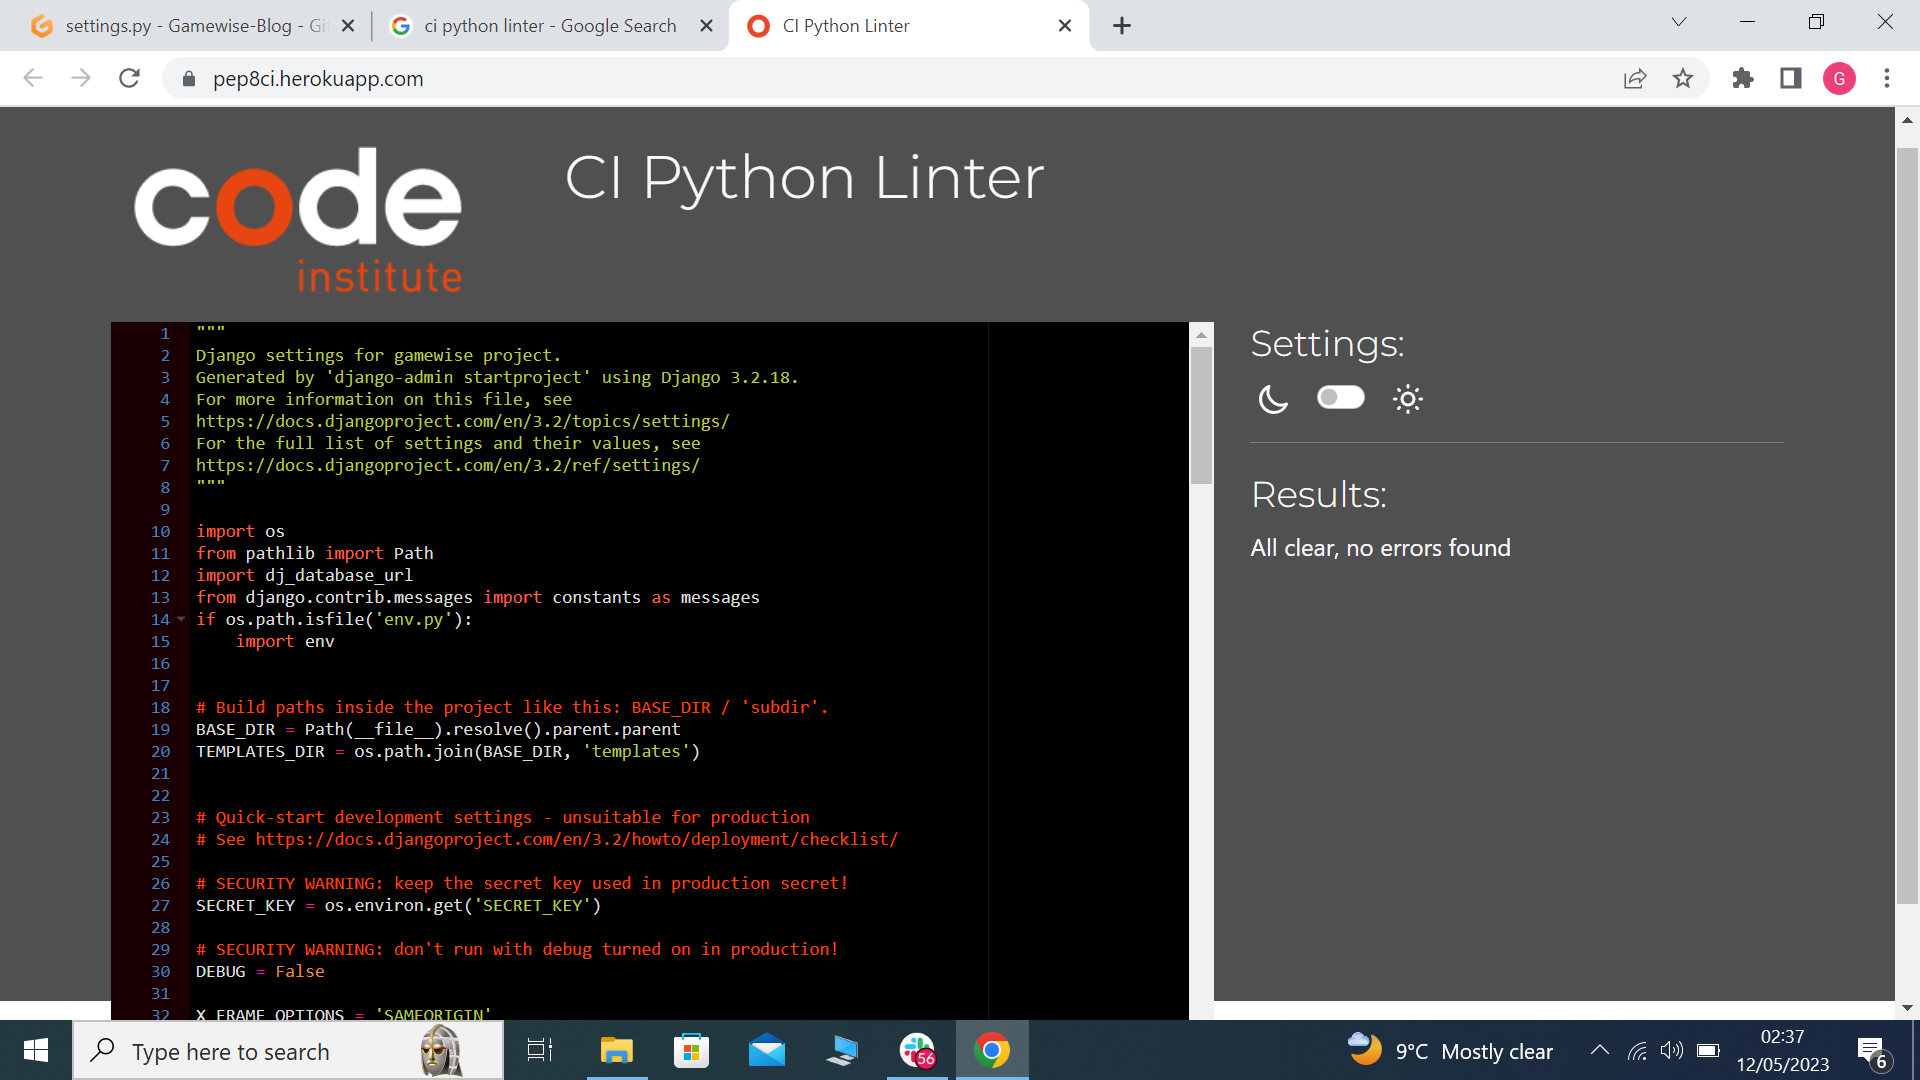 settings.py - Gamewise-Blog - Gi
ci python linter - Google Search
CI Python Linter
pep8ci.herokuapp.com
G
code
institute
CI Python Linter
1 """
2 Django settings for gamewise project.
3 Generated by 'django-admin startproject' using Django 3.2.18.
4 For more information on this file, see
5 https://docs.djangoproject.com/en/3.2/topics/settings/
6 For the full list of settings and their values, see
7 https://docs.djangoproject.com/en/3.2/ref/settings/
8 """
9
10 import os
11 from pathlib import Path
12 import dj_database_url
13 from django.contrib.messages import constants as messages
14 if os.path.isfile('env.py'):
15     import env
16
17
18 # Build paths inside the project like this: BASE_DIR / 'subdir'.
19 BASE_DIR = Path(__file__).resolve().parent.parent
20 TEMPLATES_DIR = os.path.join(BASE_DIR, 'templates')
21
22
23 # Quick-start development settings - unsuitable for production
24 # See https://docs.djangoproject.com/en/3.2/howto/deployment/checklist/
25
26 # SECURITY WARNING: keep the secret key used in production secret!
27 SECRET_KEY = os.environ.get('SECRET_KEY')
28
29 # SECURITY WARNING: don't run with debug turned on in production!
30 DEBUG = False
31
32 X_FRAME_OPTIONS = 'SAMEORIGIN'
Settings:
Results:
All clear, no errors found
Type here to search
56
9°C Mostly clear
02:37
12/05/2023
6